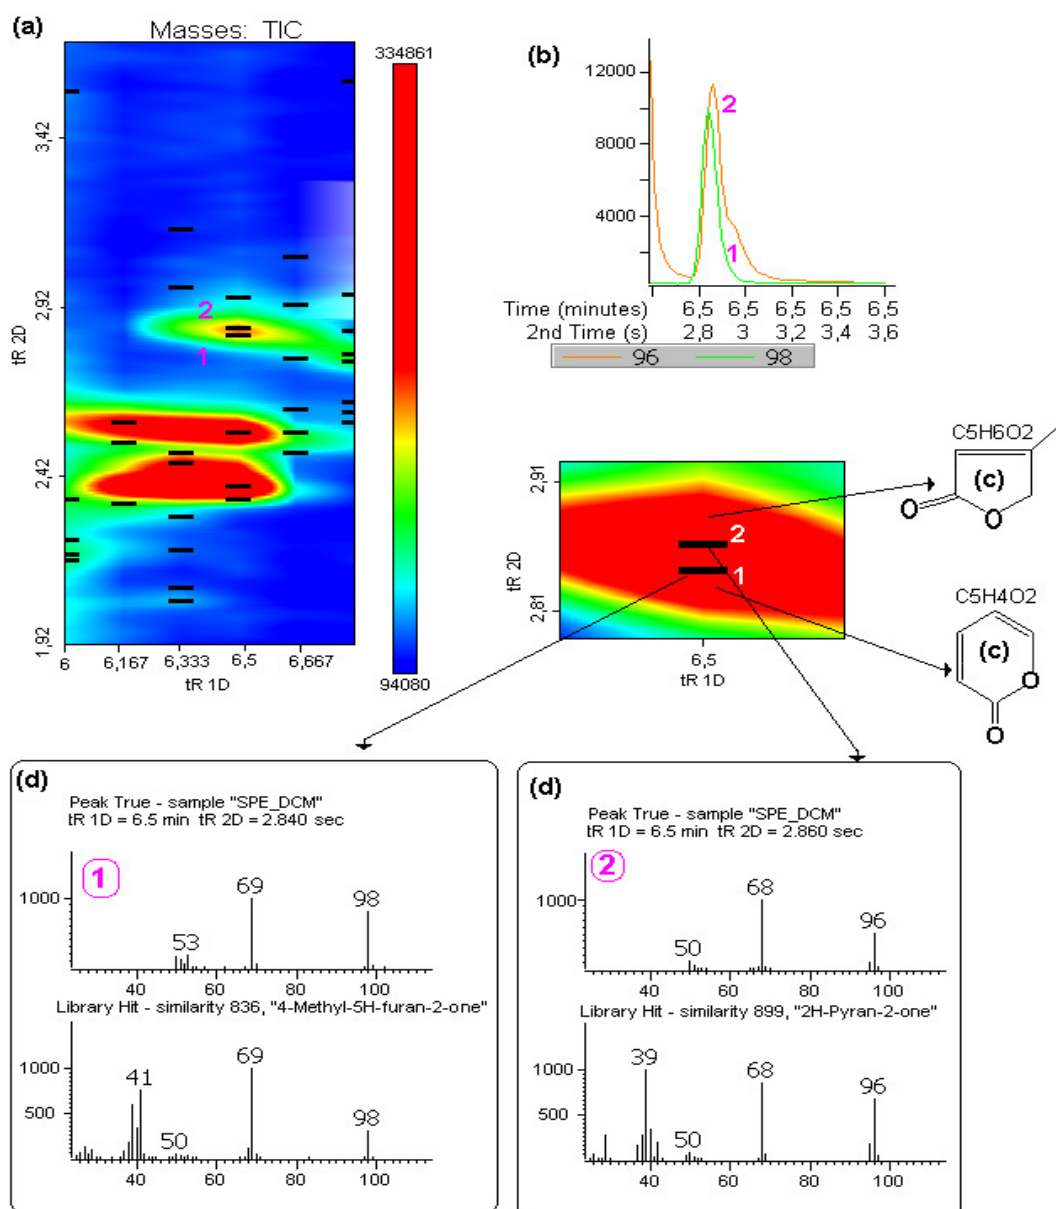 (a)
Masses: TIC
334861
3,42
2,92
2,42
1,92
tR 2D
2
1
6 6,167 6,333 6,5 6,667
tR 1D
94080
(b)
12000
8000
4000
2
1
Time (minutes) 6,5 6,5 6,5 6,5 6,5
2nd Time (s) 2,8 3 3,2 3,4 3,6
96 98
2,91
2,81
tR 2D
2
1
6,5
tR 1D
C5H6O2
(c)
O
O
C5H4O2
(c)
O
O
(d)
Peak True - sample "SPE_DCM"
tR 1D = 6.5 min tR 2D = 2.840 sec
1
1000
53
69
98
40 60 80 100
Library Hit - similarity 836, "4-Methyl-5H-furan-2-one"
1000
500
41
50
69
98
40 60 80 100
(d)
Peak True - sample "SPE_DCM"
tR 1D = 6.5 min tR 2D = 2.860 sec
2
1000
50
68
96
40 60 80 100
Library Hit - similarity 899, "2H-Pyran-2-one"
1000
500
39
50
68
96
40 60 80 100